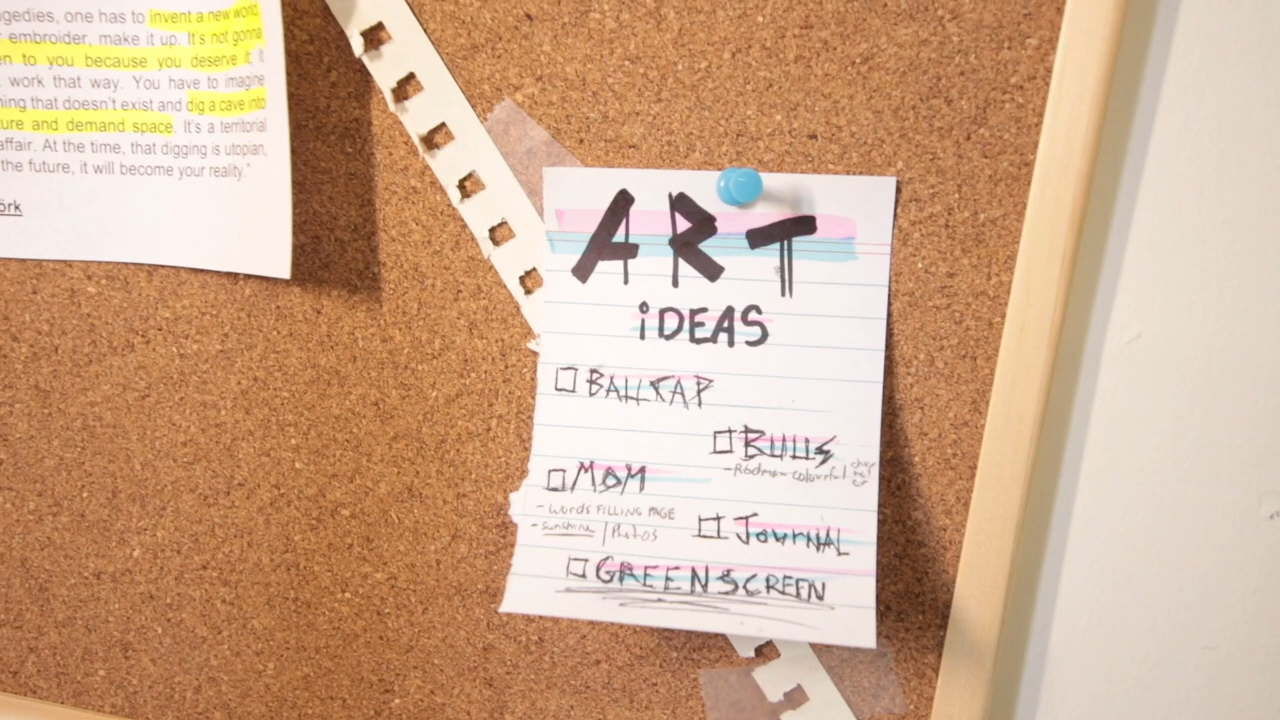 gedies, one has to invent a new world,
embroider, make it up. It's not gonna
en to you because you deserve it; it
work that way. You have to imagine
ning that doesn't exist and dig a cave into
ure and demand space. It's a territorial
affair. At the time, that digging is utopian,
the future, it will become your reality."
örk
ART
iDEAS
BALLCAP
BULLS
-Rodman- colourful
MOM
- words FILLING PAGE
- sunshine / Photos
JOURNAL
GREENSCREEN